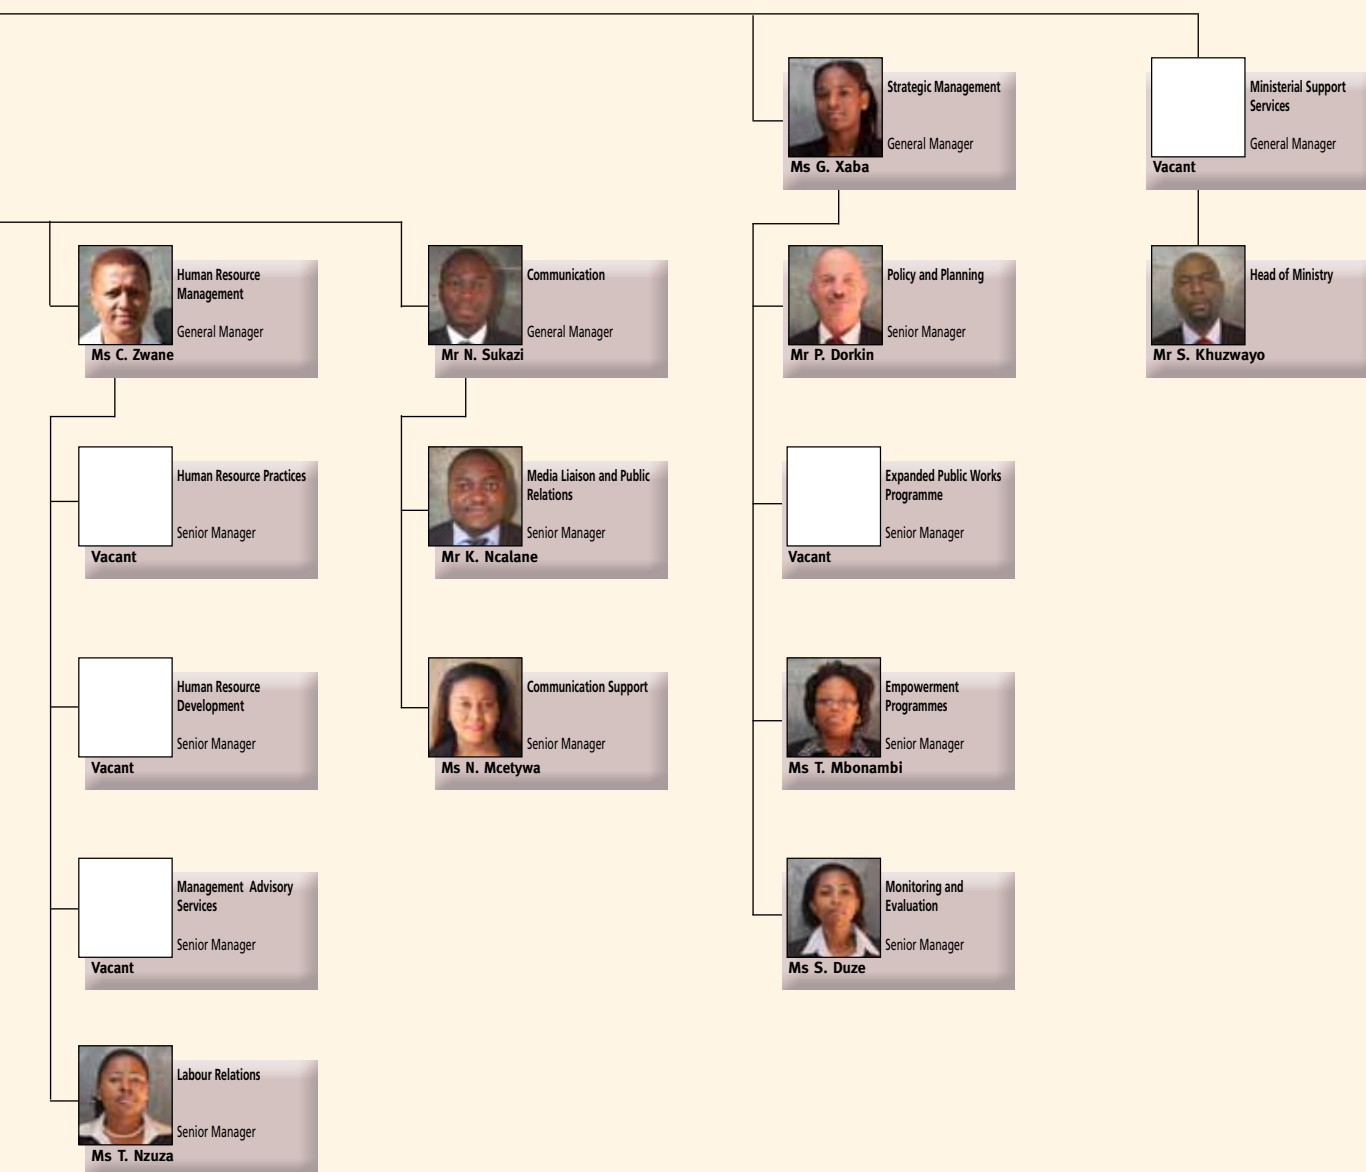 Strategic Management
General Manager
Ms G. Xaba
Ministerial Support
Services
General Manager
Vacant
Human Resource
Management
General Manager
Ms C. Zwane
Communication
General Manager
Mr N. Sukazi
Policy and Planning
Senior Manager
Mr P. Dorkin
Head of Ministry
Mr S. Khuzwayo
Human Resource Practices
Senior Manager
Vacant
Media Liaison and Public
Relations
Senior Manager
Mr K. Ncalane
Expanded Public Works
Programme
Senior Manager
Vacant
Human Resource
Development
Senior Manager
Vacant
Communication Support
Senior Manager
Ms N. Mcetywa
Empowerment
Programmes
Senior Manager
Ms T. Mbonambi
Management Advisory
Services
Senior Manager
Vacant
Monitoring and
Evaluation
Senior Manager
Ms S. Duze
Labour Relations
Senior Manager
Ms T. Nzuza